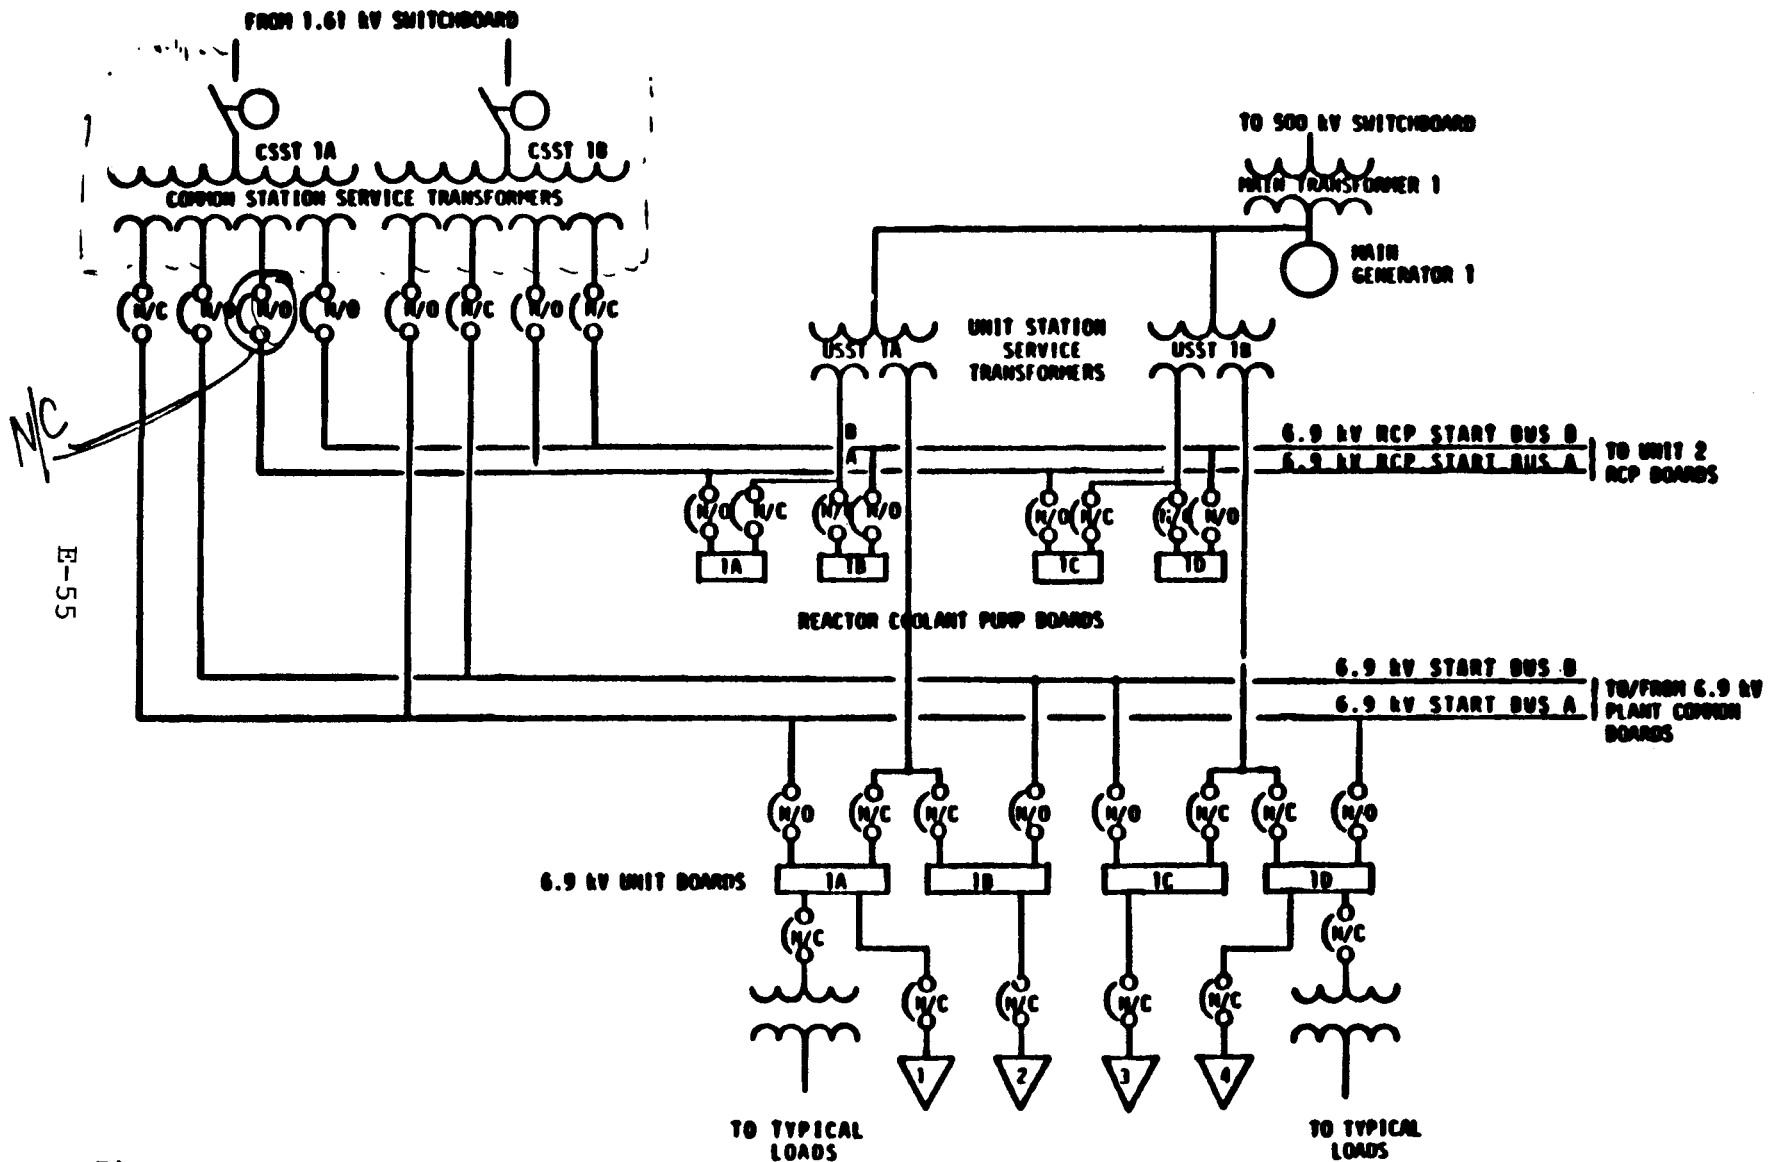 FROM 1.61 kV SWITCHBOARD
CSST 1A
CSST 1B
COMMON STATION SERVICE TRANSFORMERS
TO 500 kV SWITCHBOARD
MAIN TRANSFORMER 1
MAIN
GENERATOR 1
N/C N/O N/O N/O N/O N/C N/O N/C
N/C
UNIT STATION
SERVICE
TRANSFORMERS
USST 1A
USST 1B
B
A
6.9 kV RCP START BUS B
6.9 kV RCP START BUS A
TO UNIT 2
RCP BOARDS
N/O N/C N/O N/O N/C N/O
1A 1B 1C 1D
REACTOR COOLANT PUMP BOARDS
E-55
6.9 kV START BUS B
6.9 kV START BUS A
TO/FROM 6.9 kV
PLANT COMMON
BOARDS
N/O N/C N/C N/O N/O N/C N/C N/O
6.9 kV UNIT BOARDS
1A 1B 1C 1D
N/C N/C
N/C N/C N/C N/C
1 2 3 4
TO TYPICAL
LOADS
TO TYPICAL
LOADS